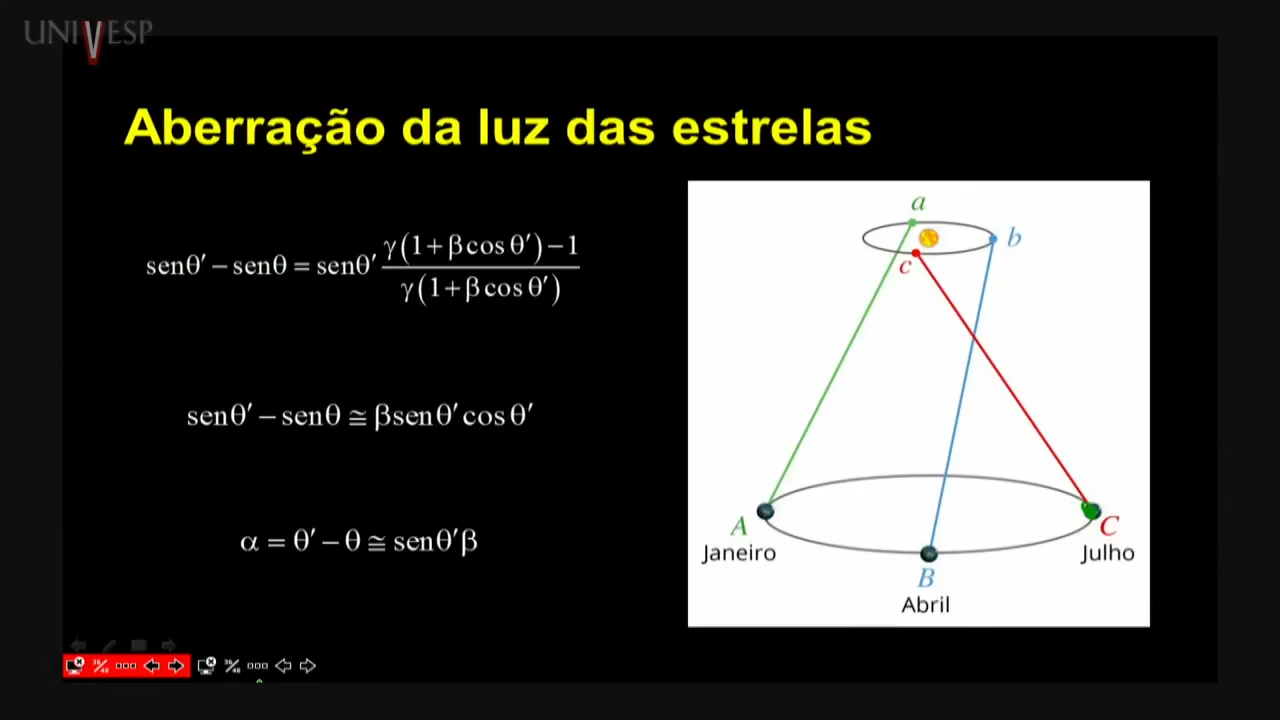 UNIVESP
Aberração da luz das estrelas
senθ′ − senθ = senθ′ γ(1+βcosθ′)−1 / γ(1+βcosθ′)
senθ′ − senθ ≅ βsenθ′cosθ′
α = θ′ − θ ≅ senθ′β
a
b
c
A
Janeiro
B
Abril
C
Julho